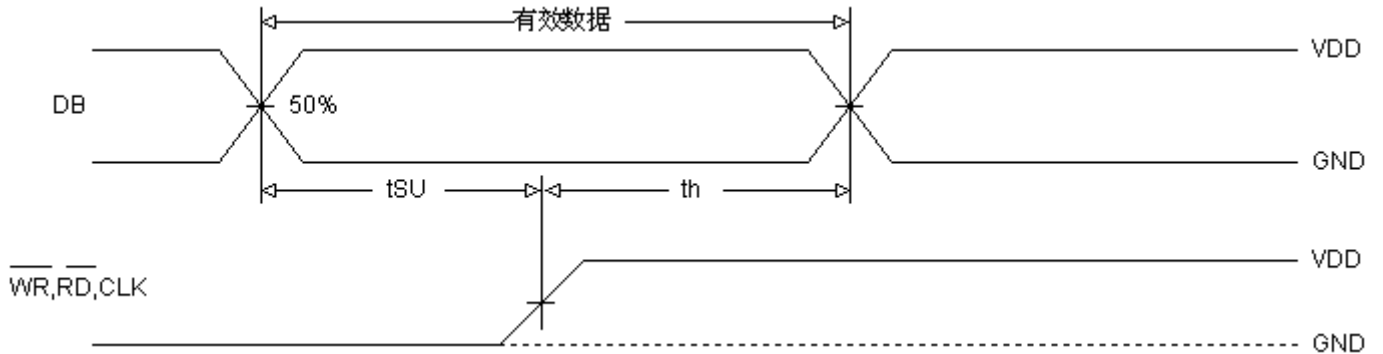 有效数据
VDD
DB
50%
GND
tSU
th
VDD
WR,RD,CLK
GND